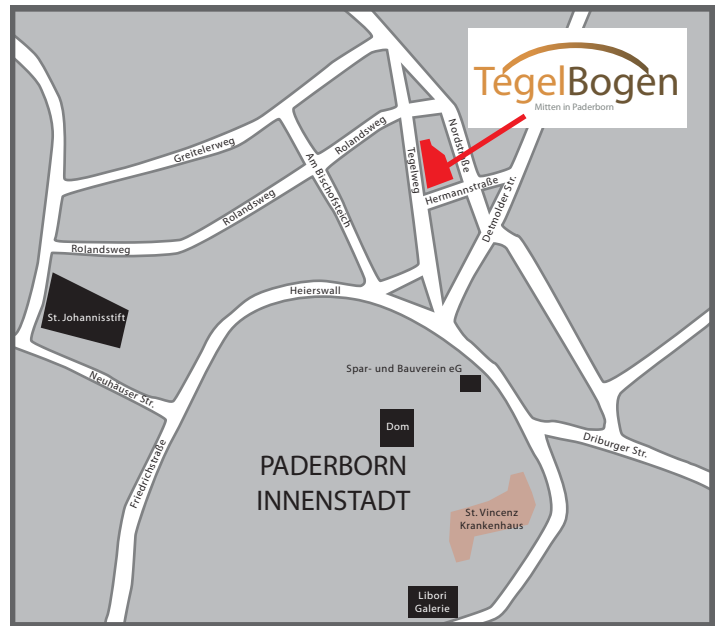 TegelBogen
Mitten in Paderborn
Greitelerweg
Rolandsweg
Nordstraße
Am Bischofsteich
Tegelweg
Hermannstraße
Rolandsweg
Detmolder Str.
Rolandsweg
Heierswall
St. Johannisstift
Neuhäuser Str.
Spar- und Bauverein eG
Dom
Driburger Str.
Friedrichstraße
PADERBORN
INNENSTADT
St. Vincenz
Krankenhaus
Libori
Galerie